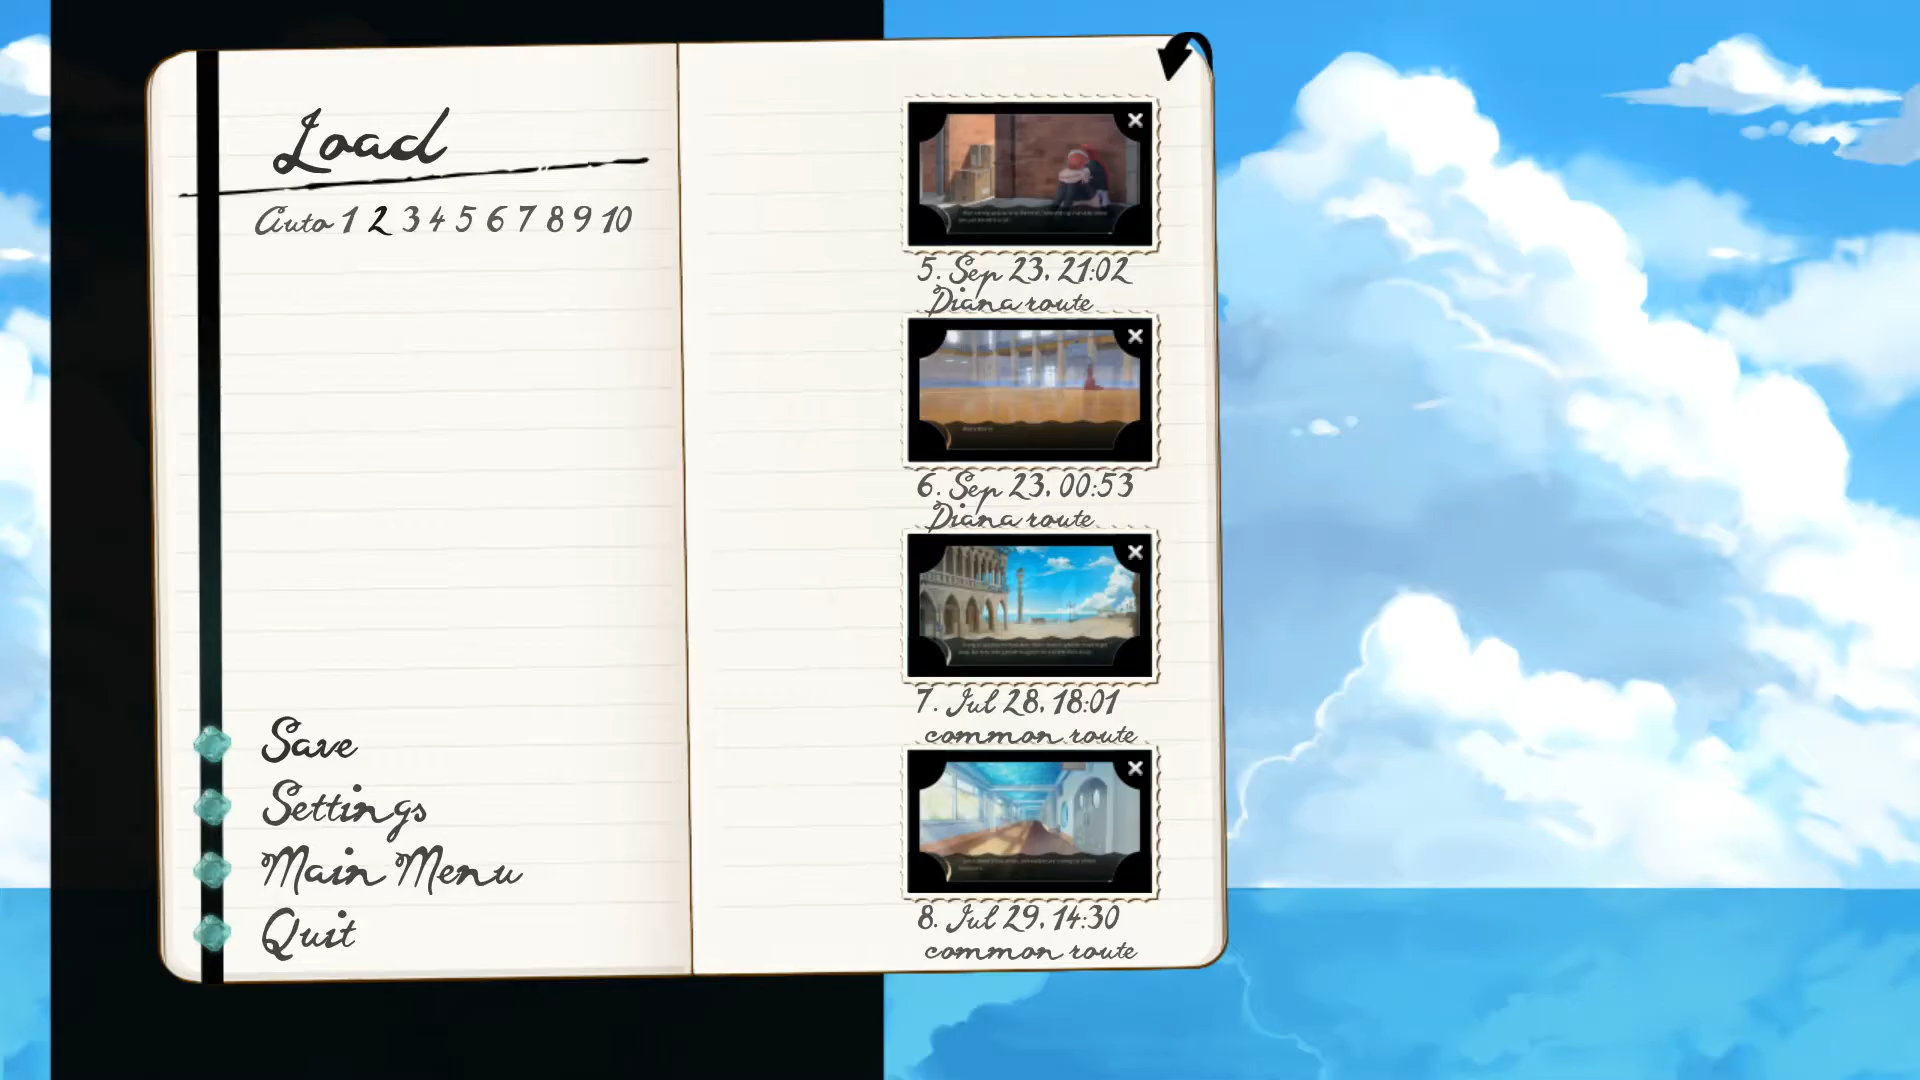 Load
Auto 1 2 3 4 5 6 7 8 9 10
5. Sep 23, 21:02
Diana route
6. Sep 23, 00:53
Diana route
7. Jul 28, 18:01
common route
8. Jul 29, 14:30
common route
Save
Settings
Main Menu
Quit